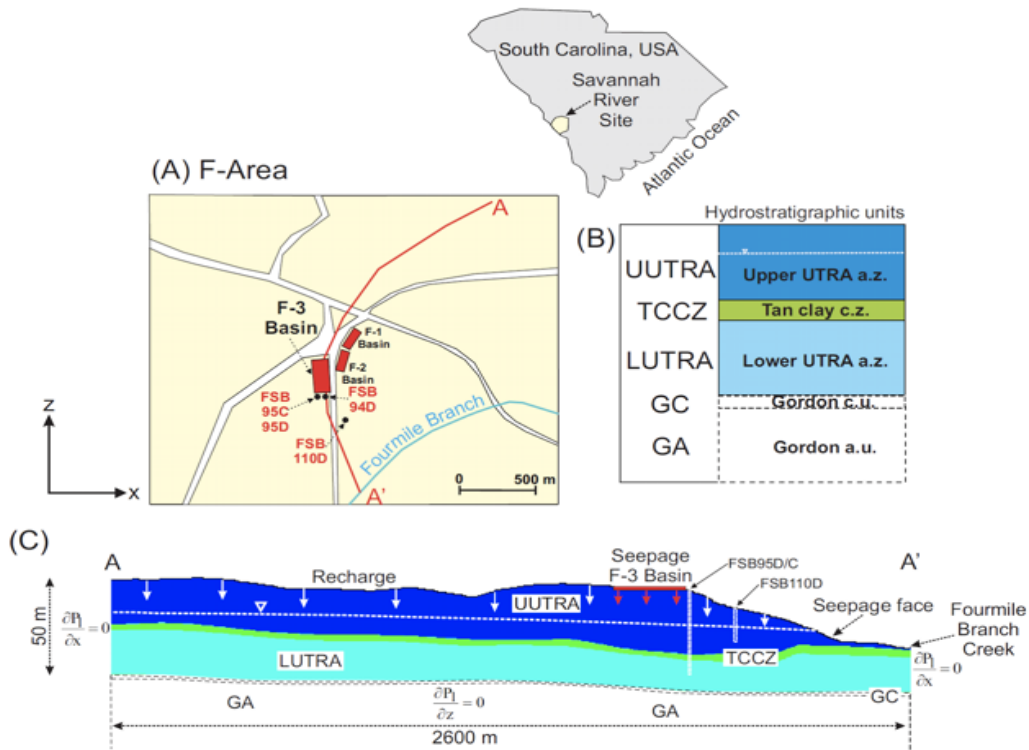 South Carolina, USA
Savannah
River
Site
Atlantic Ocean
(A) F-Area
A
F-3
Basin
F-1
Basin
F-2
Basin
FSB
95C
95D
FSB
94D
FSB
110D
Fourmile Branch
A'
0 500 m
Z
X
(B)
Hydrostratigraphic units
UUTRA
Upper UTRA a.z.
TCCZ
Tan clay c.z.
LUTRA
Lower UTRA a.z.
GC
Gordon c.u.
GA
Gordon a.u.
(C)
A
A'
Recharge
Seepage
F-3 Basin
FSB95D/C
FSB110D
UUTRA
Seepage face
Fourmile
Branch
Creek
50 m
∂P₁/∂x = 0
LUTRA
TCCZ
∂P₁/∂x = 0
GA
∂P₁/∂z = 0
GA
GC
2600 m